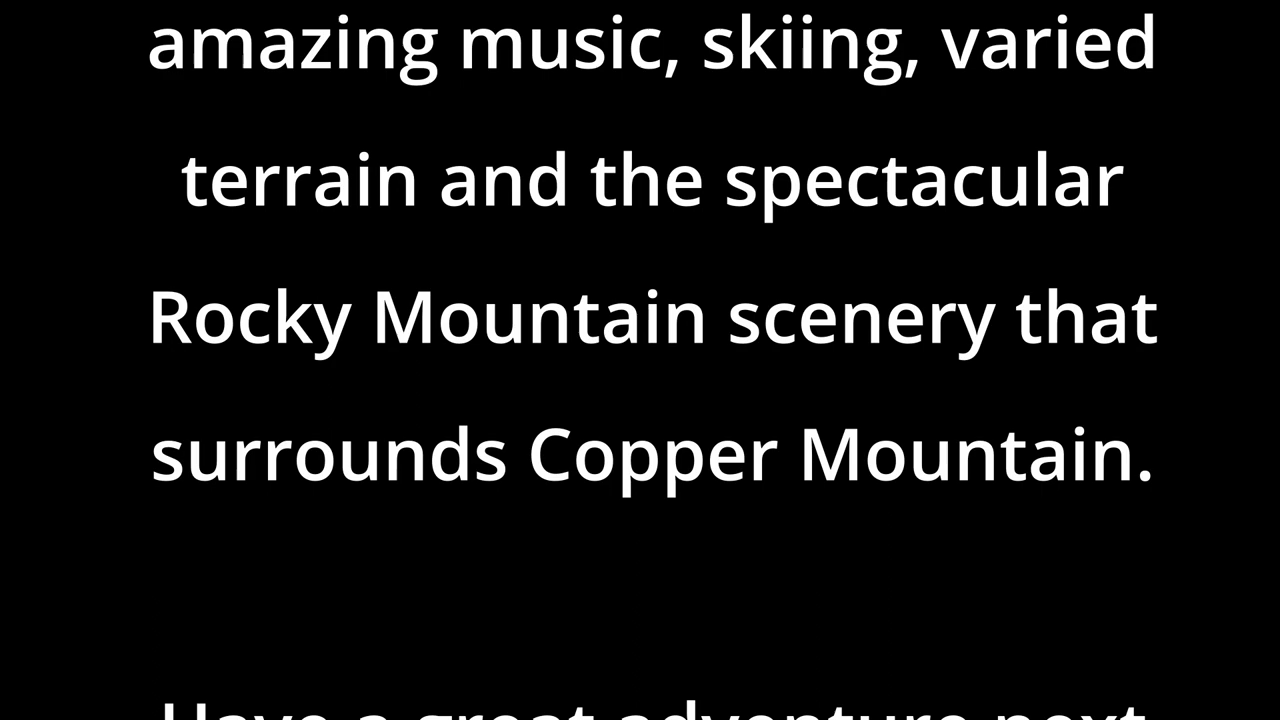 amazing music, skiing, varied
terrain and the spectacular
Rocky Mountain scenery that
surrounds Copper Mountain.
Have a great adventure next